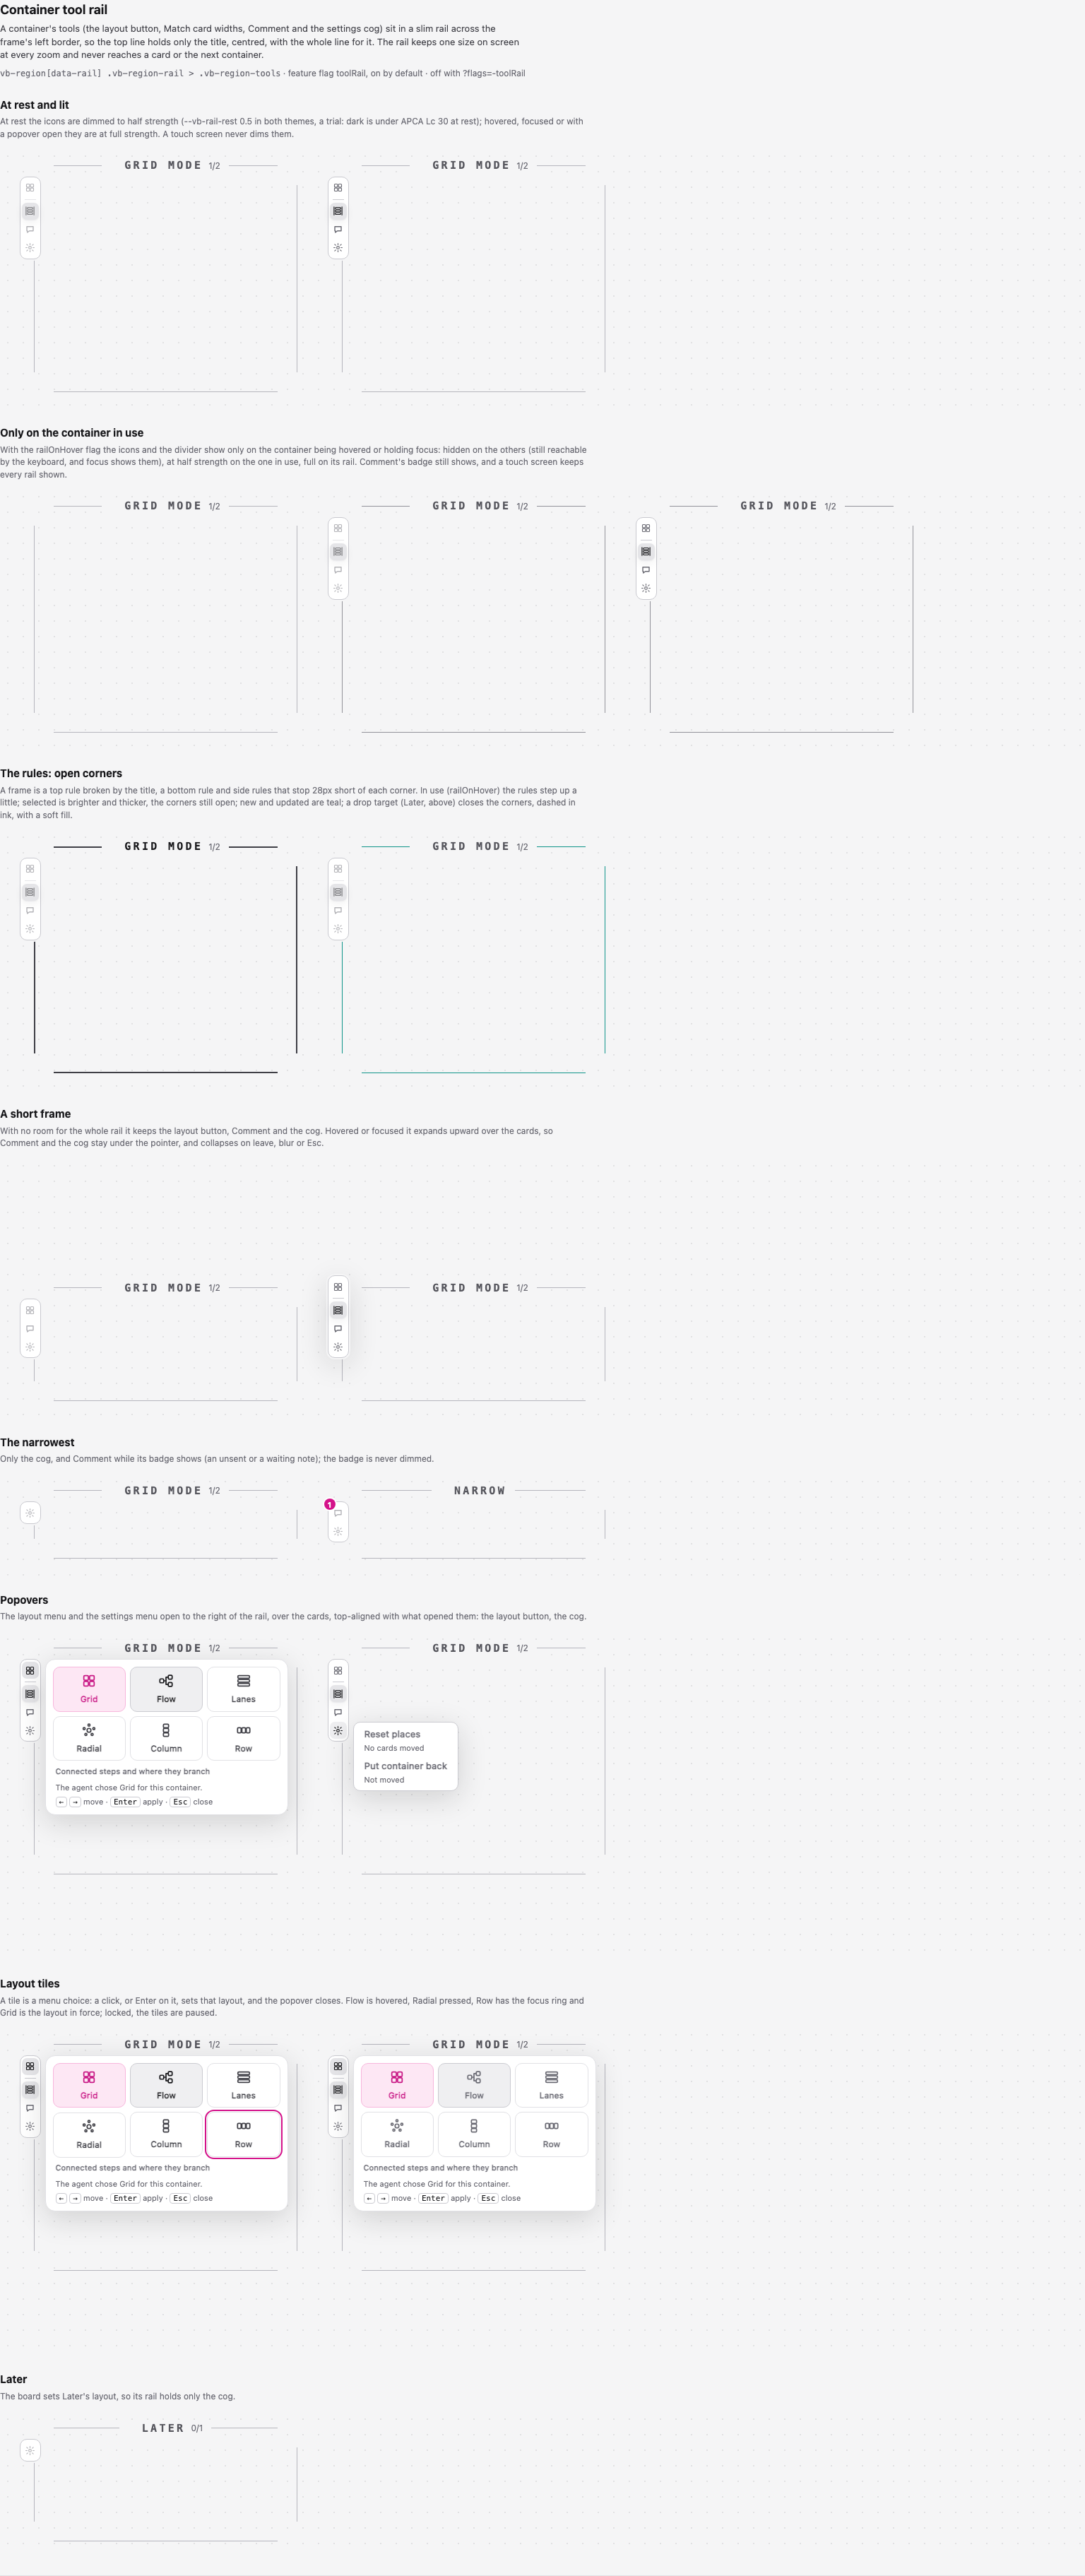 Container tool rail
A container's tools (the layout button, Match card widths, Comment and the settings cog) sit in a slim rail across the
frame's left border, so the top line holds only the title, centred, with the whole line for it. The rail keeps one size on screen
at every zoom and never reaches a card or the next container.
vb-region[data-rail] .vb-region-rail > .vb-region-tools · feature flag toolRail, on by default · off with ?flags=-toolRail
At rest and lit
At rest the icons are dimmed to half strength (--vb-rail-rest 0.5 in both themes, a trial: dark is under APCA Lc 30 at rest); hovered, focused or with
a popover open they are at full strength. A touch screen never dims them.
GRID MODE 1/2
GRID MODE 1/2
Only on the container in use
With the railOnHover flag the icons and the divider show only on the container being hovered or holding focus: hidden on the others (still reachable
by the keyboard, and focus shows them), at half strength on the one in use, full on its rail. Comment's badge still shows, and a touch screen keeps
every rail shown.
GRID MODE 1/2
GRID MODE 1/2
GRID MODE 1/2
The rules: open corners
A frame is a top rule broken by the title, a bottom rule and side rules that stop 28px short of each corner. In use (railOnHover) the rules step up a
little; selected is brighter and thicker, the corners still open; new and updated are teal; a drop target (Later, above) closes the corners, dashed in
ink, with a soft fill.
GRID MODE 1/2
GRID MODE 1/2
A short frame
With no room for the whole rail it keeps the layout button, Comment and the cog. Hovered or focused it expands upward over the cards, so
Comment and the cog stay under the pointer, and collapses on leave, blur or Esc.
GRID MODE 1/2
GRID MODE 1/2
The narrowest
Only the cog, and Comment while its badge shows (an unsent or a waiting note); the badge is never dimmed.
GRID MODE 1/2
NARROW
1
Popovers
The layout menu and the settings menu open to the right of the rail, over the cards, top-aligned with what opened them: the layout button, the cog.
GRID MODE 1/2
GRID MODE 1/2
Grid
Flow
Lanes
Radial
Column
Row
Connected steps and where they branch
The agent chose Grid for this container.
← → move · Enter apply · Esc close
Reset places
No cards moved
Put container back
Not moved
Layout tiles
A tile is a menu choice: a click, or Enter on it, sets that layout, and the popover closes. Flow is hovered, Radial pressed, Row has the focus ring and
Grid is the layout in force; locked, the tiles are paused.
GRID MODE 1/2
GRID MODE 1/2
Grid
Flow
Lanes
Radial
Column
Row
Connected steps and where they branch
The agent chose Grid for this container.
← → move · Enter apply · Esc close
Grid
Flow
Lanes
Radial
Column
Row
Connected steps and where they branch
The agent chose Grid for this container.
← → move · Enter apply · Esc close
Later
The board sets Later's layout, so its rail holds only the cog.
LATER 0/1